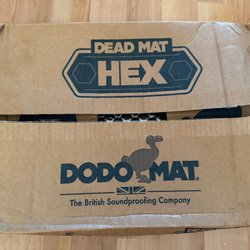 DEAD MAT
HEX
DODO MAT®
The British Soundproofing Company